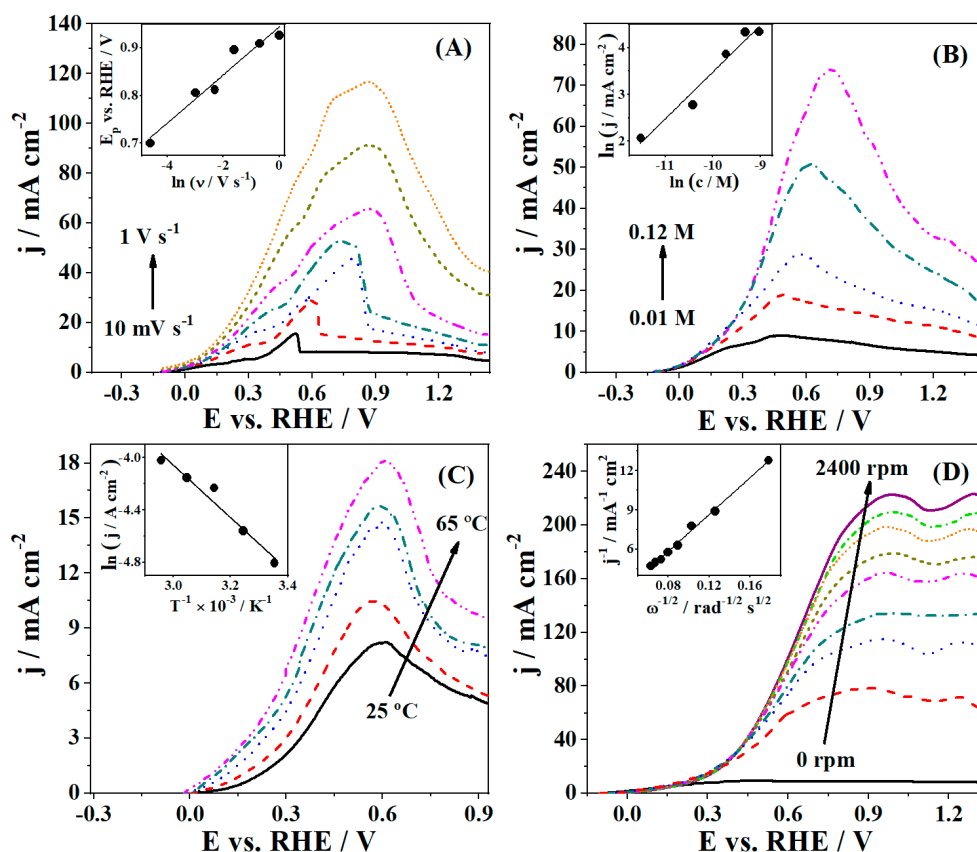 (A)
j / mA cm-2
140
120
100
80
60
40
20
0
-0.3 0.0 0.3 0.6 0.9 1.2
E vs. RHE / V
1 V s-1
10 mV s-1
Ep vs. RHE / V
0.9
0.8
0.7
-4 -2 0
ln (ν / V s-1)
(B)
j / mA cm-2
80
70
60
50
40
30
20
10
0
-0.3 0.0 0.3 0.6 0.9 1.2
E vs. RHE / V
0.12 M
0.01 M
ln ( j / mA cm-2)
4
3
2
-11 -10 -9
ln (c / M)
(C)
j / mA cm-2
18
15
12
9
6
3
0
-0.3 0.0 0.3 0.6 0.9
E vs. RHE / V
65 ºC
25 ºC
ln ( j / A cm-2)
-4.0
-4.4
-4.8
3.0 3.2 3.4
T-1 × 10-3 / K-1
(D)
j / mA cm-2
240
200
160
120
80
40
0
0.0 0.3 0.6 0.9 1.2
E vs. RHE / V
2400 rpm
0 rpm
j-1 / mA-1 cm2
12
9
6
0.08 0.12 0.16
ω-1/2 / rad-1/2 s1/2